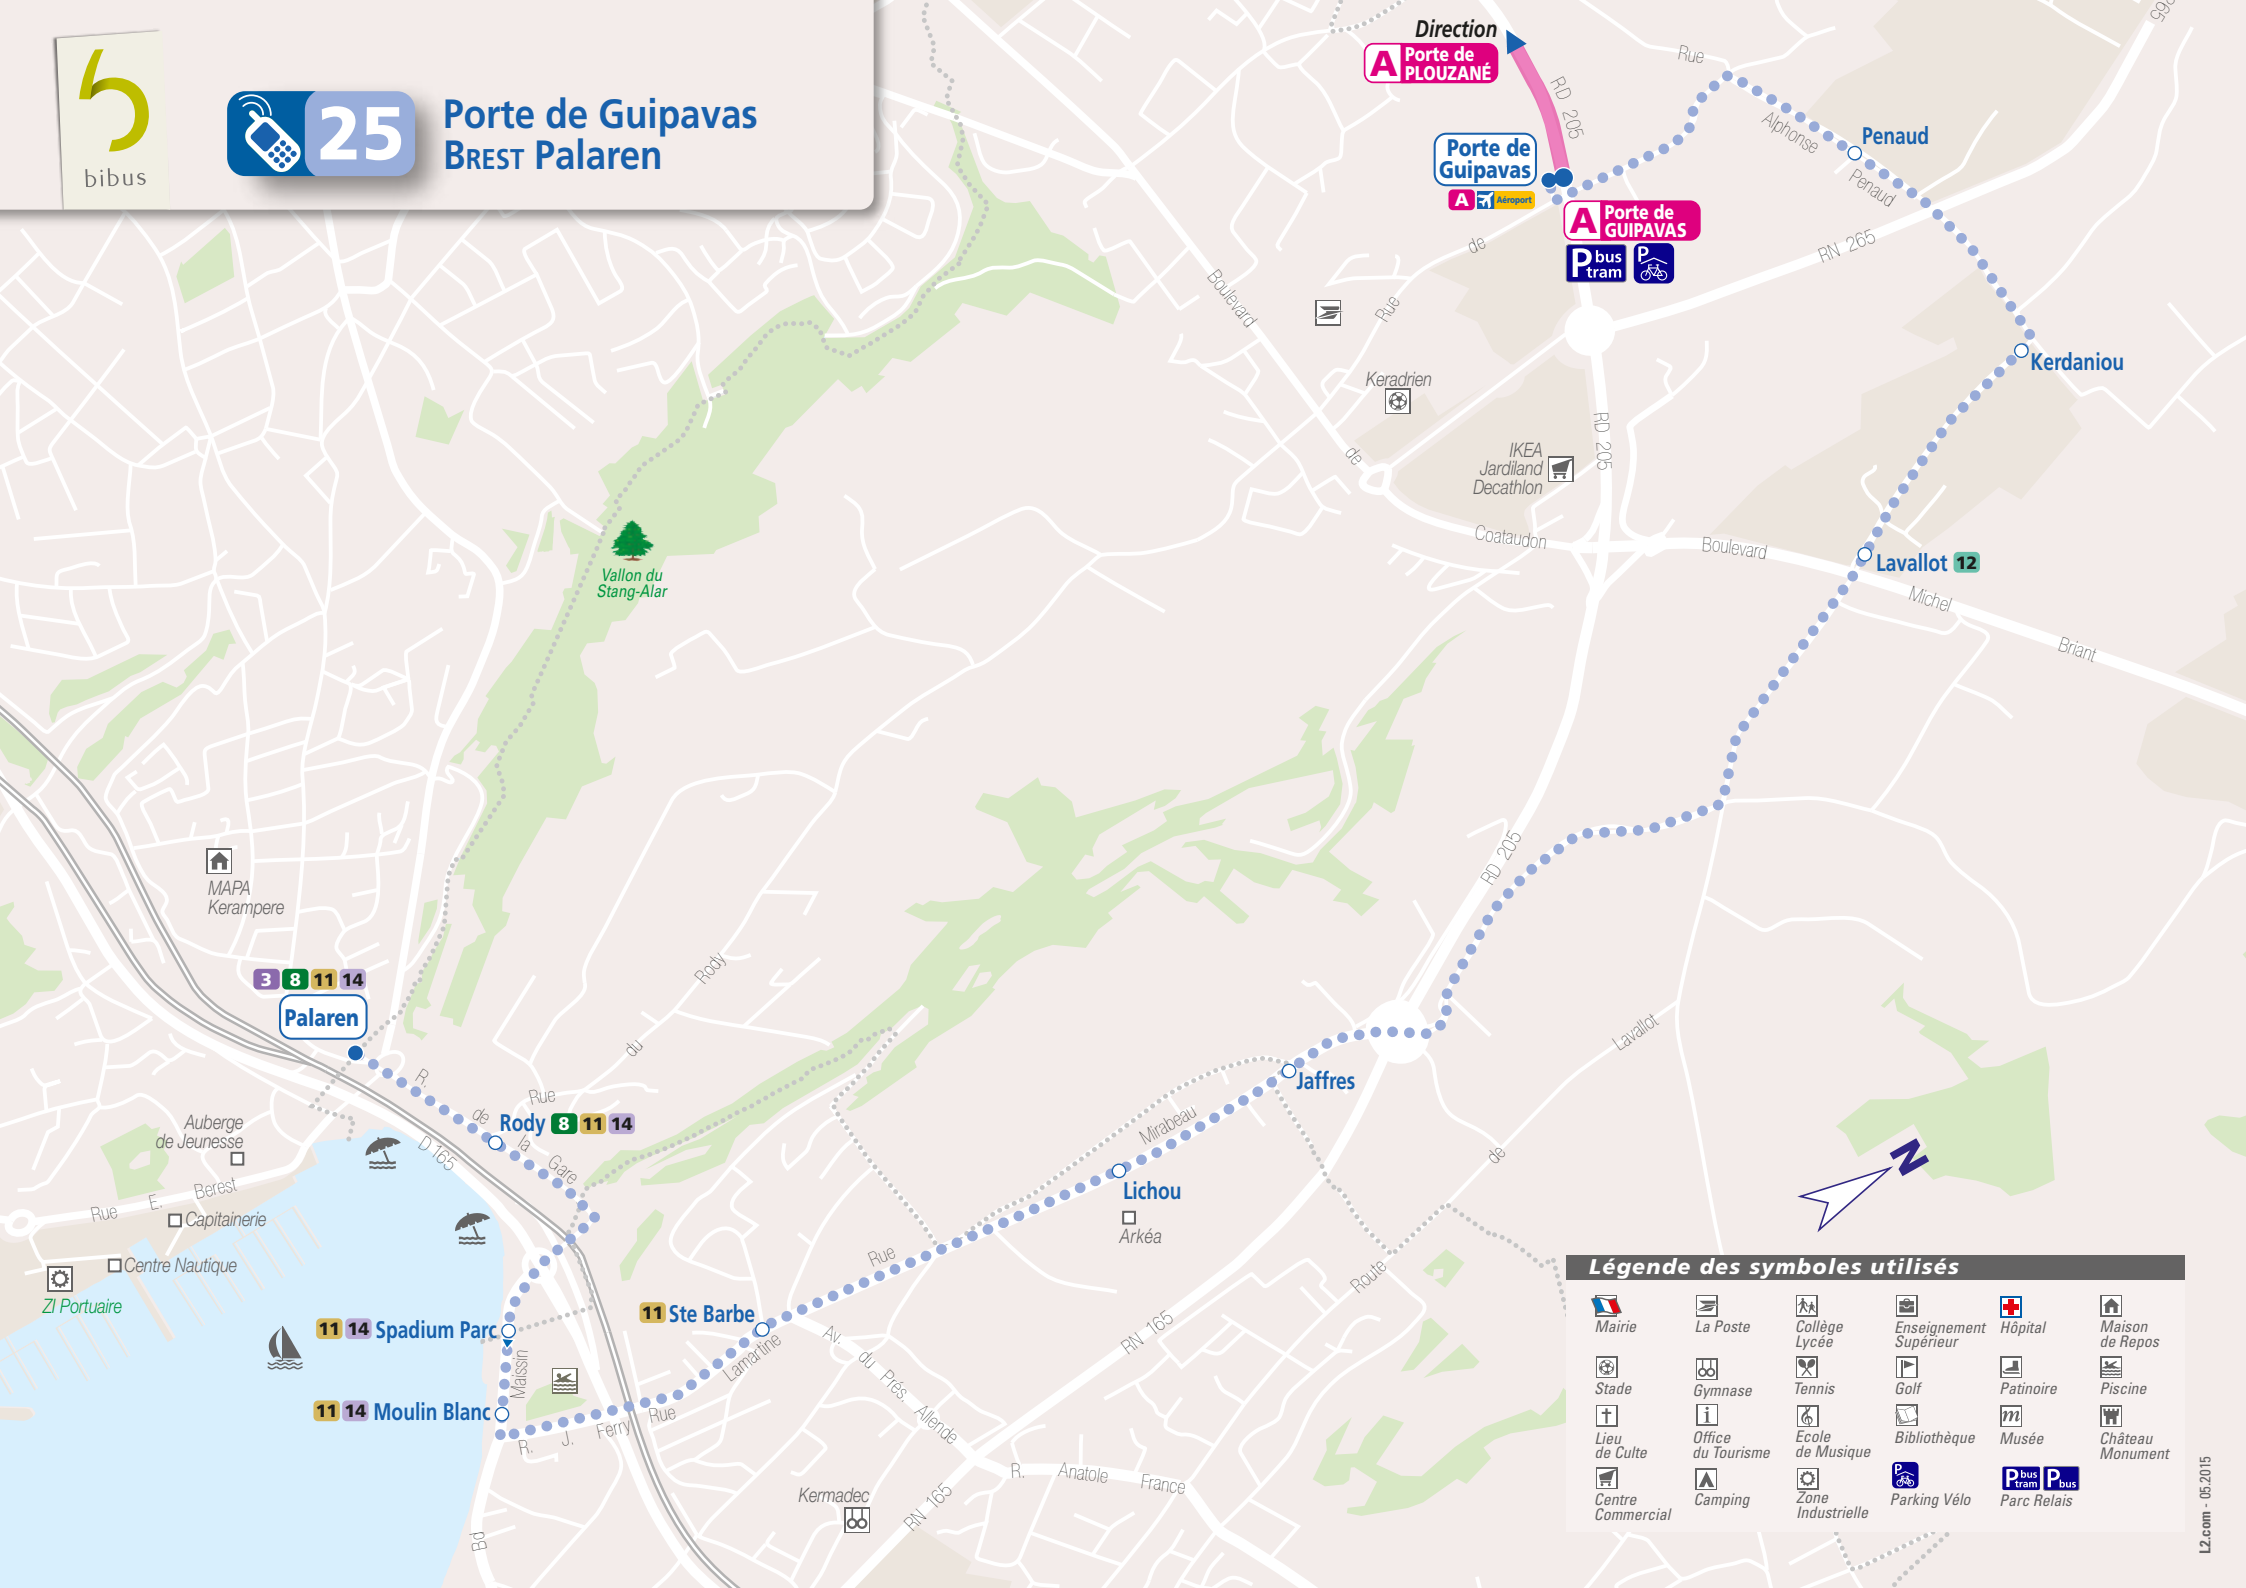 bibus
25
Porte de Guipavas
BREST Palaren
Direction
A Porte de
PLOUZANÉ
RD 205
Rue
Alphonse
Penaud
Penaud
Porte de
Guipavas
A Aéroport
A Porte de
GUIPAVAS
P bus
tram
P
RN 265
265
de
Rue
Boulevard
de
Keradrien
Kerdaniou
IKEA
Jardiland
Decathlon
RD 205
Coataudon
Boulevard
Lavallot 12
Michel
Briant
Vallon du
Stang-Alar
MAPA
Kerampere
RD 205
Rody
du
Rue
3 8 11 14
Palaren
R.
de
la
Gare
Rody 8 11 14
D 165
Auberge
de Jeunesse
Rue E. Berest
Capitainerie
Centre Nautique
ZI Portuaire
11 14 Spadium Parc
Maissin
11 14 Moulin Blanc
R. J. Ferry
Rue
Lamartine
11 Ste Barbe
Bd
Rue
Mirabeau
Jaffres
Lichou
Arkéa
Av. du Prés. Allende
Kermadec
RN 165
RN 165
R. Anatole France
Route
de
Lavallot
N
Légende des symboles utilisés
Mairie
La Poste
Collège
Lycée
Enseignement
Supérieur
Hôpital
Maison
de Repos
Stade
Gymnase
Tennis
Golf
Patinoire
Piscine
Lieu
de Culte
i
Office
du Tourisme
Ecole
de Musique
Bibliothèque
m
Musée
Château
Monument
Centre
Commercial
Camping
Zone
Industrielle
P
Parking Vélo
P bus
tram
P bus
Parc Relais
L2.com - 05.2015